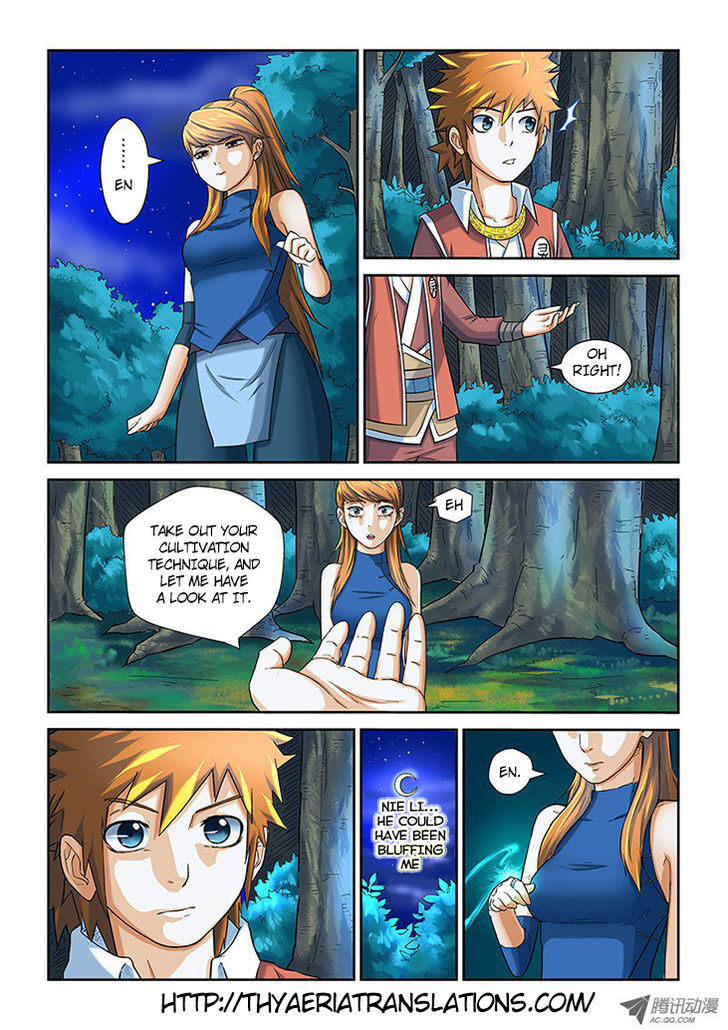 ......
EN
OH
RIGHT!
TAKE OUT YOUR
CULTIVATION
TECHNIQUE, AND
LET ME HAVE
A LOOK AT IT.
EH
NIE LI...
HE COULD
HAVE BEEN
BLUFFING
ME
EN.
HTTP://THYAERIATRANSLATIONS.COM/
腾讯动漫
AC.QQ.COM